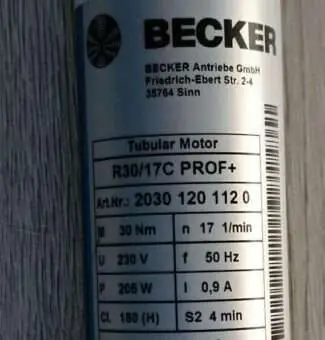 BECKER
BECKER Antriebe GmbH
Friedrich-Ebert Str. 2-4
35764 Sinn
Tubular Motor
R30/17C PROF+
Art.Nr.: 2030 120 112 0
M 30 Nm n 17 1/min
U 230 V f 50 Hz
P 205 W I 0,9 A
Cl. 180 (H) S2 4 min